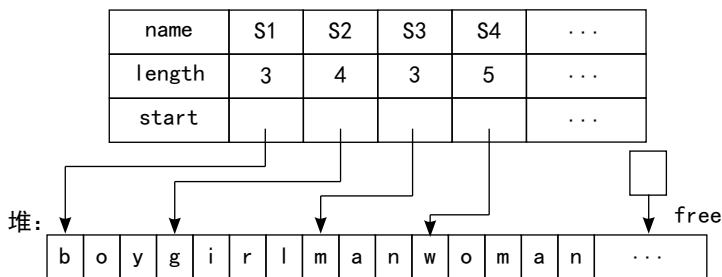 name S1 S2 S3 S4 ···
length 3 4 3 5 ···
start ···
free
堆:
b o y g i r l m a n w o m a n ···